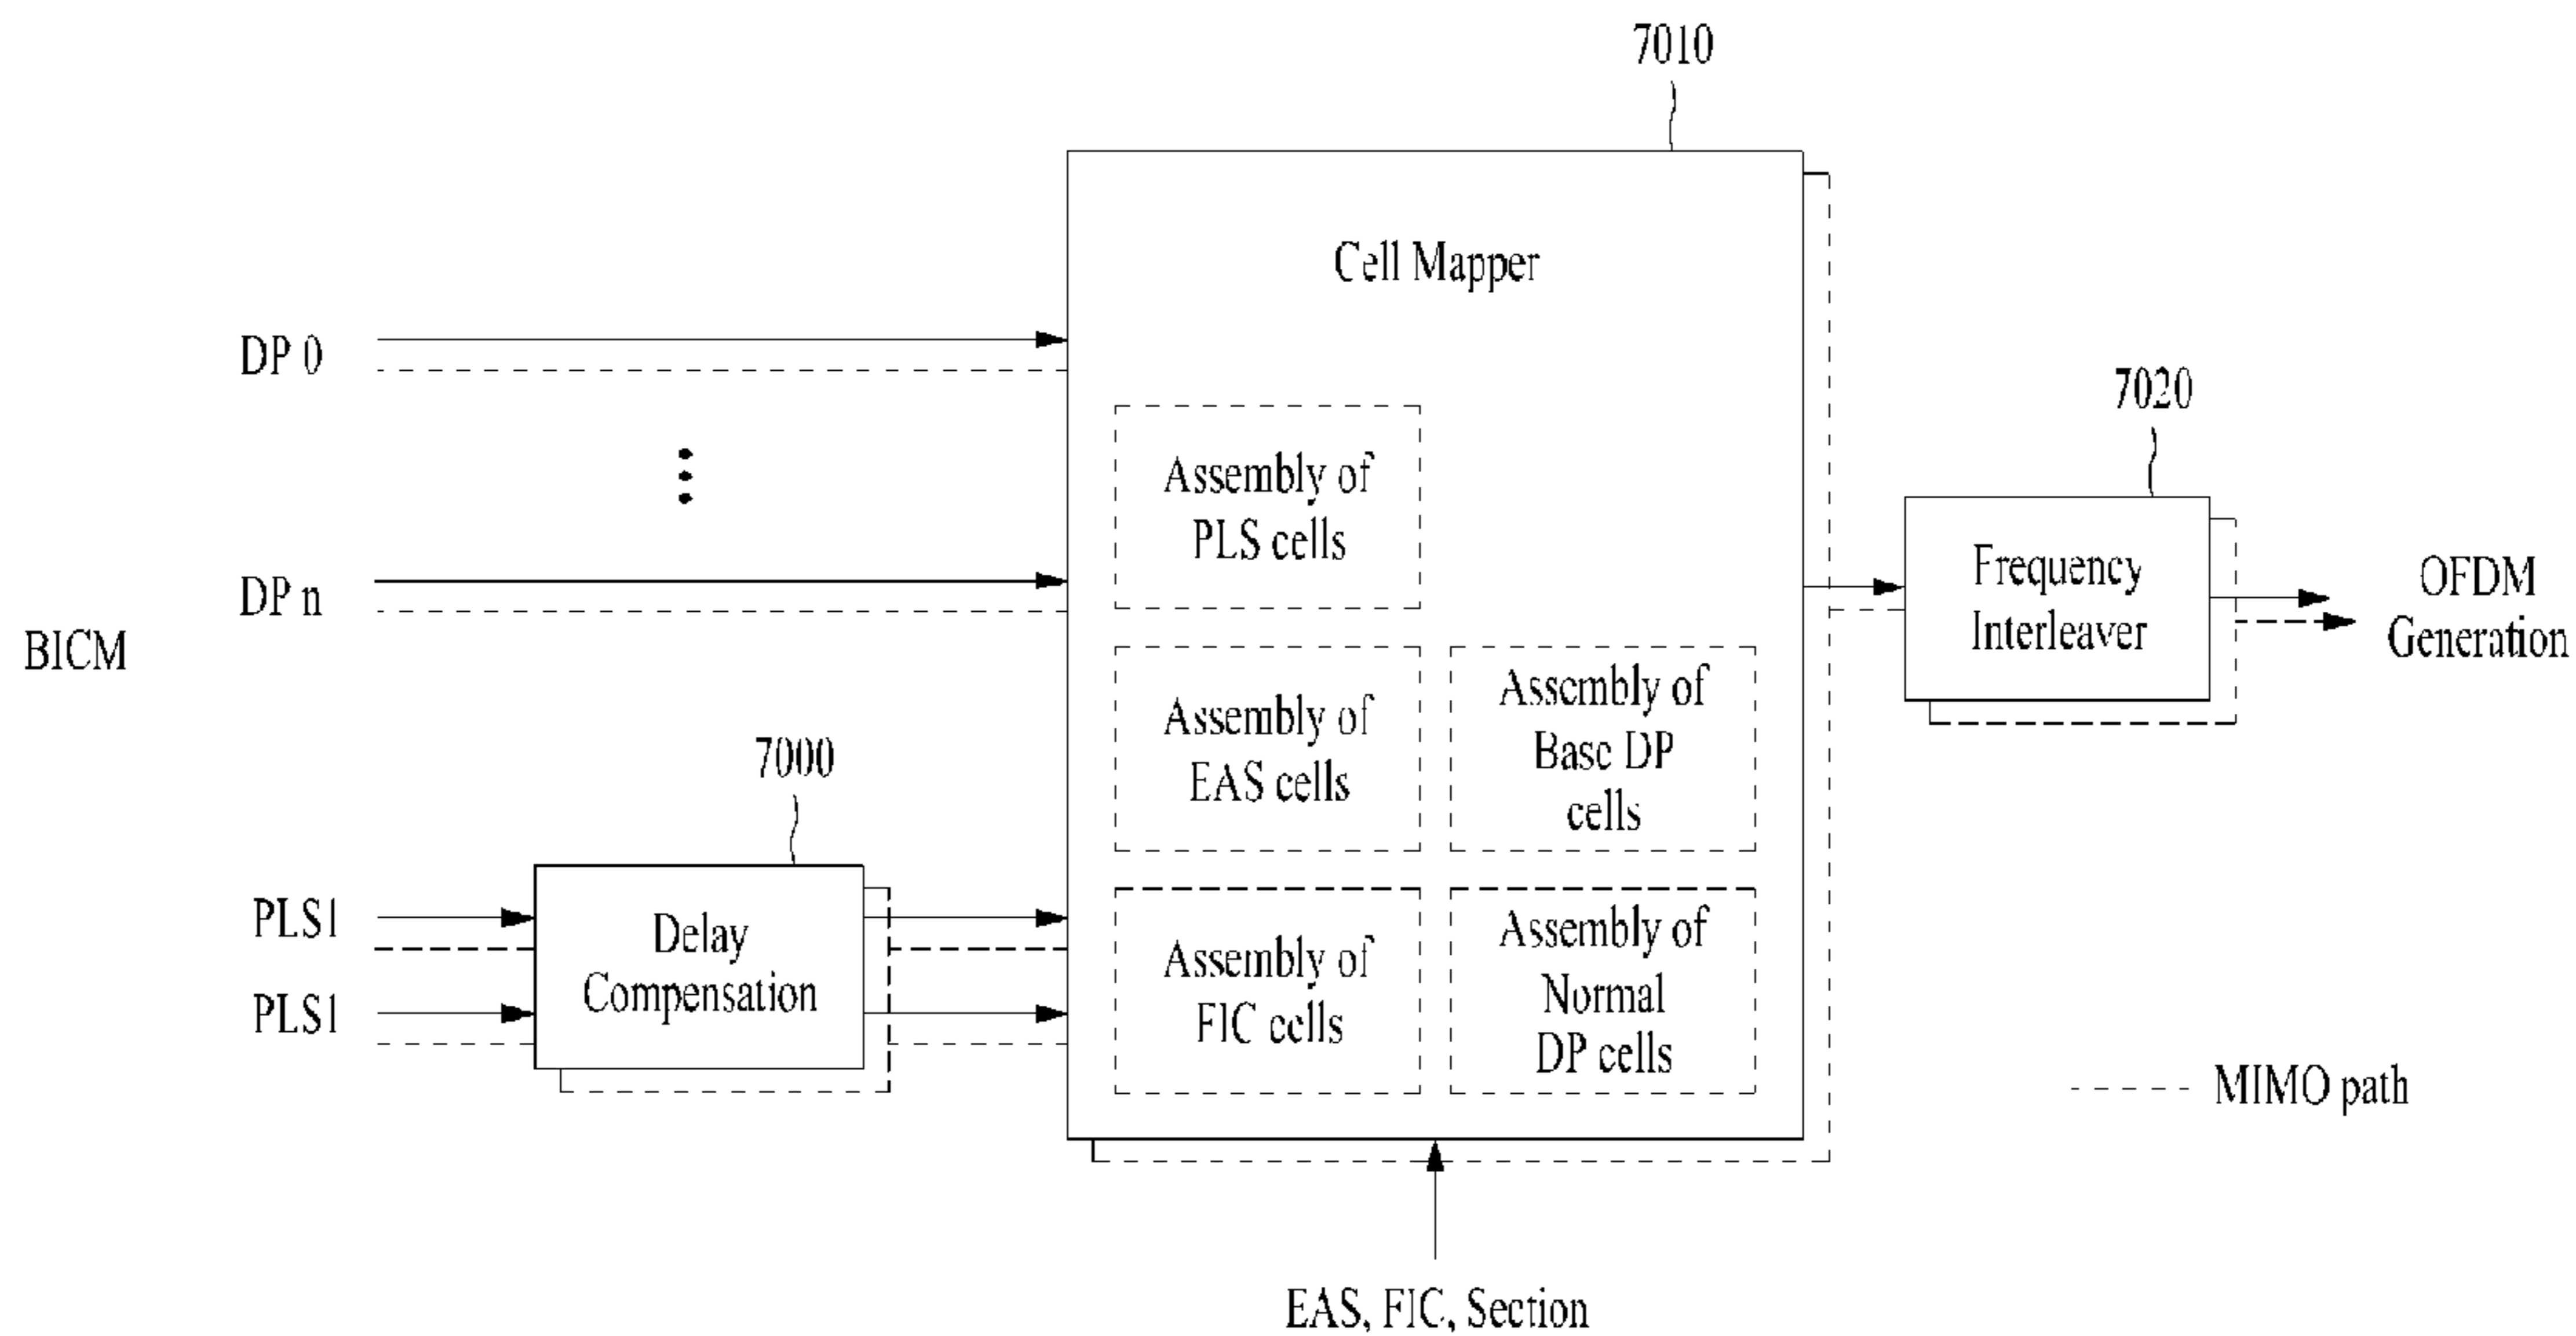 7010
Cell Mapper
DP 0
7020
Assembly of
PLS cells
Frequency
Interleaver
OFDM
Generation
DP n
BICM
Assembly of
EAS cells
Assembly of
Base DP
cells
7000
PLS1
PLS1
Delay
Compensation
Assembly of
FIC cells
Assembly of
Normal
DP cells
MIMO path
EAS, FIC, Section